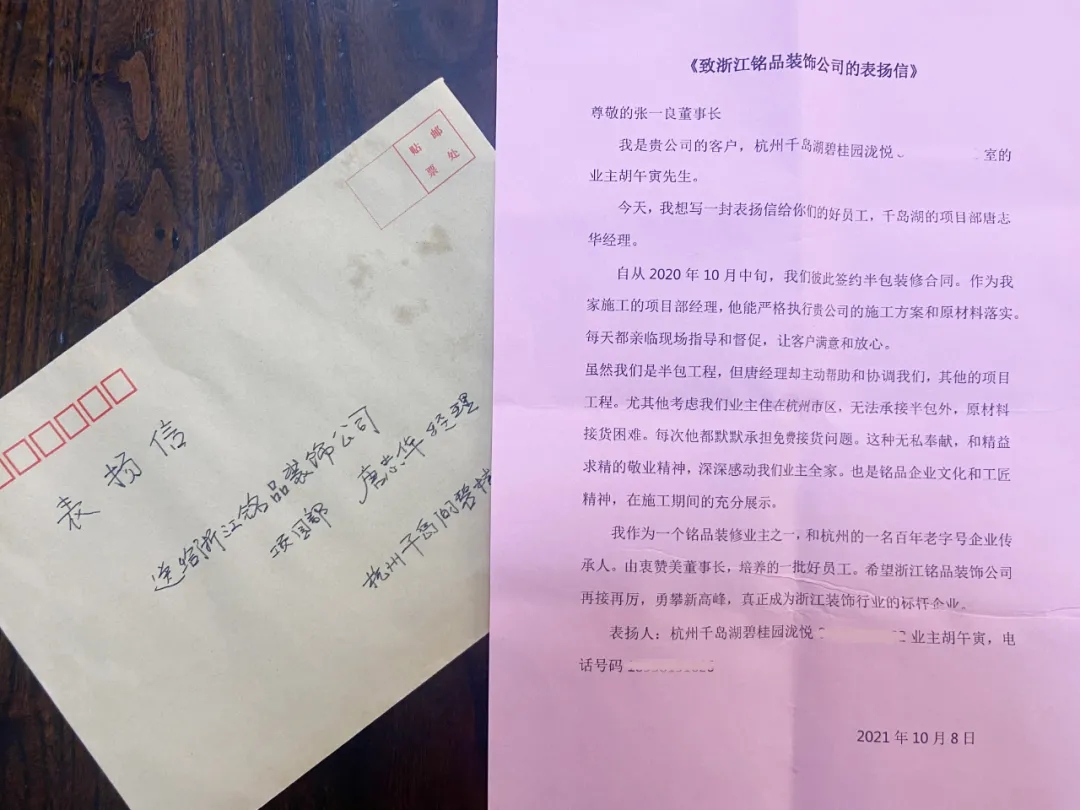 贴 邮
票 处
表扬信
送给浙江铭品装饰公司
项目部 唐志华经理
杭州千岛湖碧桂
《致浙江铭品装饰公司的表扬信》
尊敬的张一良董事长
我是贵公司的客户，杭州千岛湖碧桂园泷悦 室的
业主胡午寅先生。
今天，我想写一封表扬信给你们的好员工，千岛湖的项目部唐志
华经理。
自从 2020 年 10 月中旬，我们彼此签约半包装修合同。作为我
家施工的项目部经理，他能严格执行贵公司的施工方案和原材料落实。
每天都亲临现场指导和督促，让客户满意和放心。
虽然我们是半包工程，但唐经理却主动帮助和协调我们，其他的项目
工程。尤其他考虑我们业主住在杭州市区，无法承接半包外，原材料
接货困难。每次他都默默承担免费接货问题。这种无私奉献，和精益
求精的敬业精神，深深感动我们业主全家。也是铭品企业文化和工匠
精神，在施工期间的充分展示。
我作为一个铭品装修业主之一，和杭州的一名百年老字号企业传
承人。由衷赞美董事长，培养的一批好员工。希望浙江铭品装饰公司
再接再厉，勇攀新高峰，真正成为浙江装饰行业的标杆企业。
表扬人：杭州千岛湖碧桂园泷悦 业主胡午寅，电
话号码
2021 年 10 月 8 日